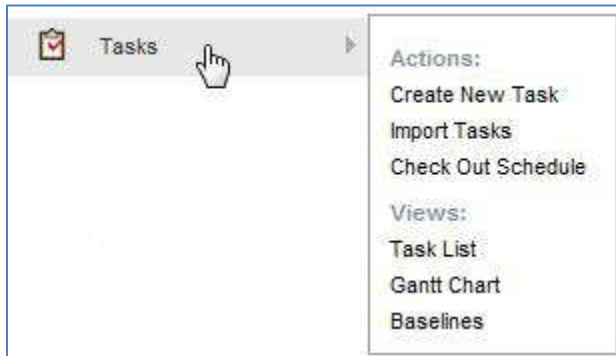 Tasks
Actions:
Create New Task
Import Tasks
Check Out Schedule
Views:
Task List
Gantt Chart
Baselines